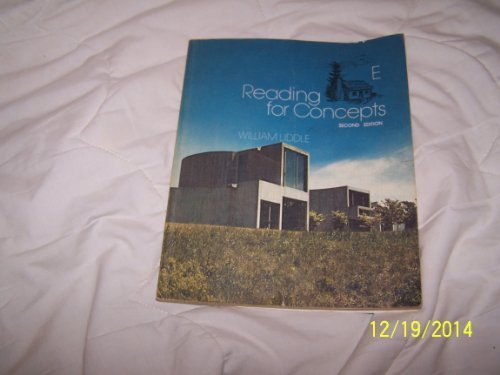 E
Reading
for Concepts
SECOND EDITION
WILLIAM LIDDLE
12/19/2014